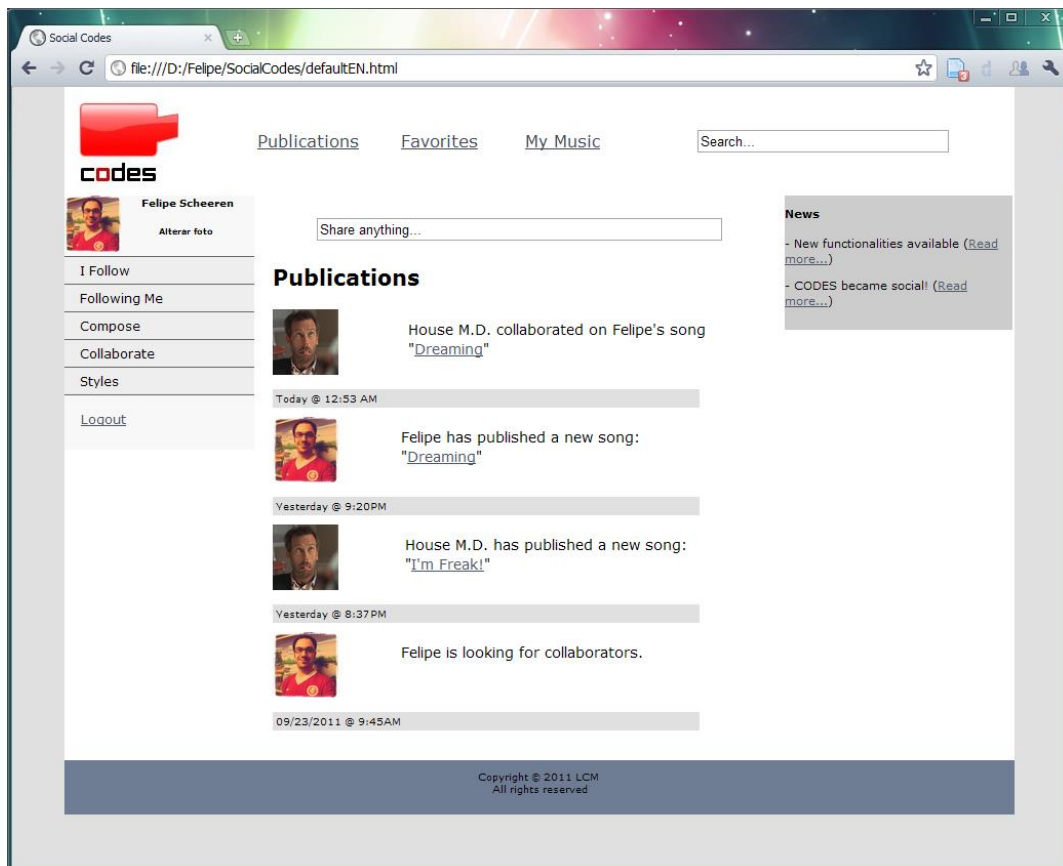 Social Codes
file:///D:/Felipe/SocialCodes/defaultEN.html
3
d
codes
Publications
Favorites
My Music
Search...
Felipe Scheeren
Alterar foto
I Follow
Following Me
Compose
Collaborate
Styles
Logout
Share anything...
Publications
House M.D. collaborated on Felipe's song
"Dreaming"
Today @ 12:53 AM
Felipe has published a new song:
"Dreaming"
Yesterday @ 9:20PM
House M.D. has published a new song:
"I'm Freak!"
Yesterday @ 8:37PM
Felipe is looking for collaborators.
09/23/2011 @ 9:45AM
News
- New functionalities available (Read
more...)
- CODES became social! (Read
more...)
Copyright © 2011 LCM
All rights reserved